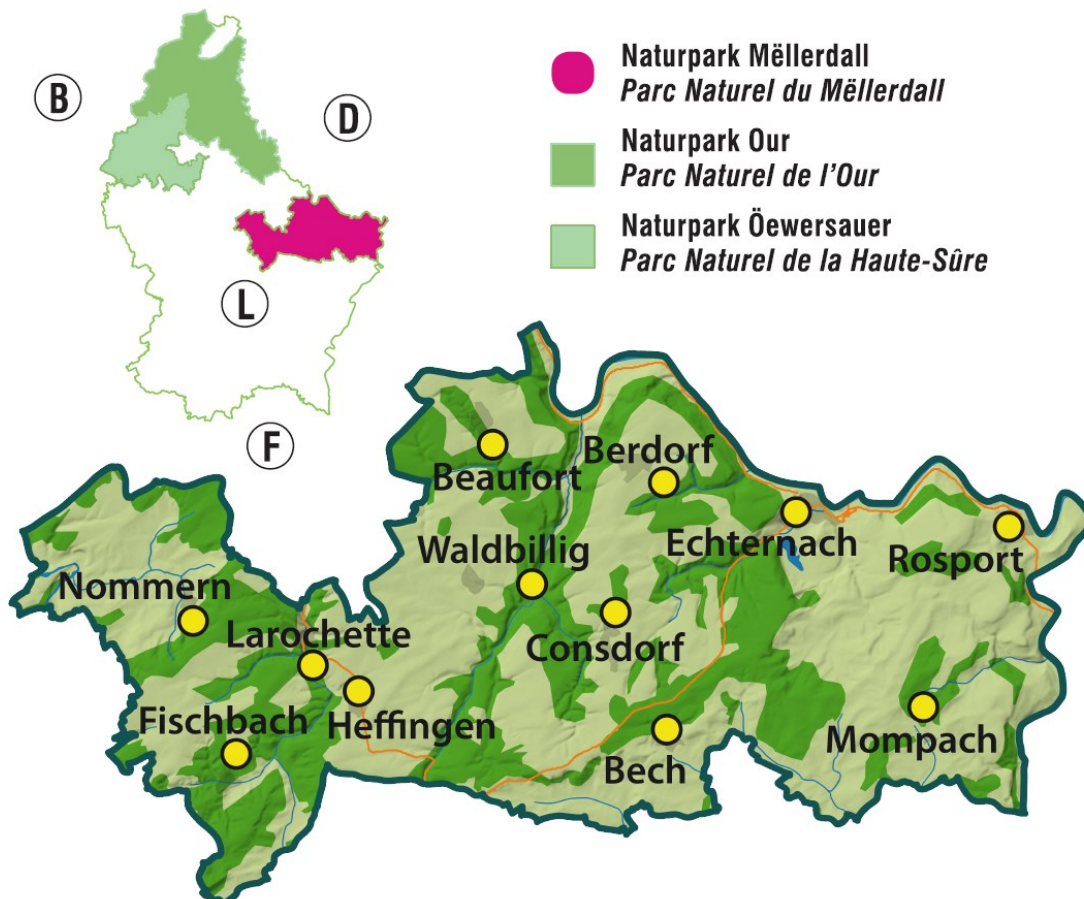 B
D
L
F
Naturpark Mëllerdall
Parc Naturel du Mëllerdall
Naturpark Our
Parc Naturel de l'Our
Naturpark Öewersauer
Parc Naturel de la Haute-Sûre
Beaufort
Berdorf
Echternach
Rosport
Waldbillig
Nommern
Consdorf
Larochette
Heffingen
Fischbach
Bech
Mompach